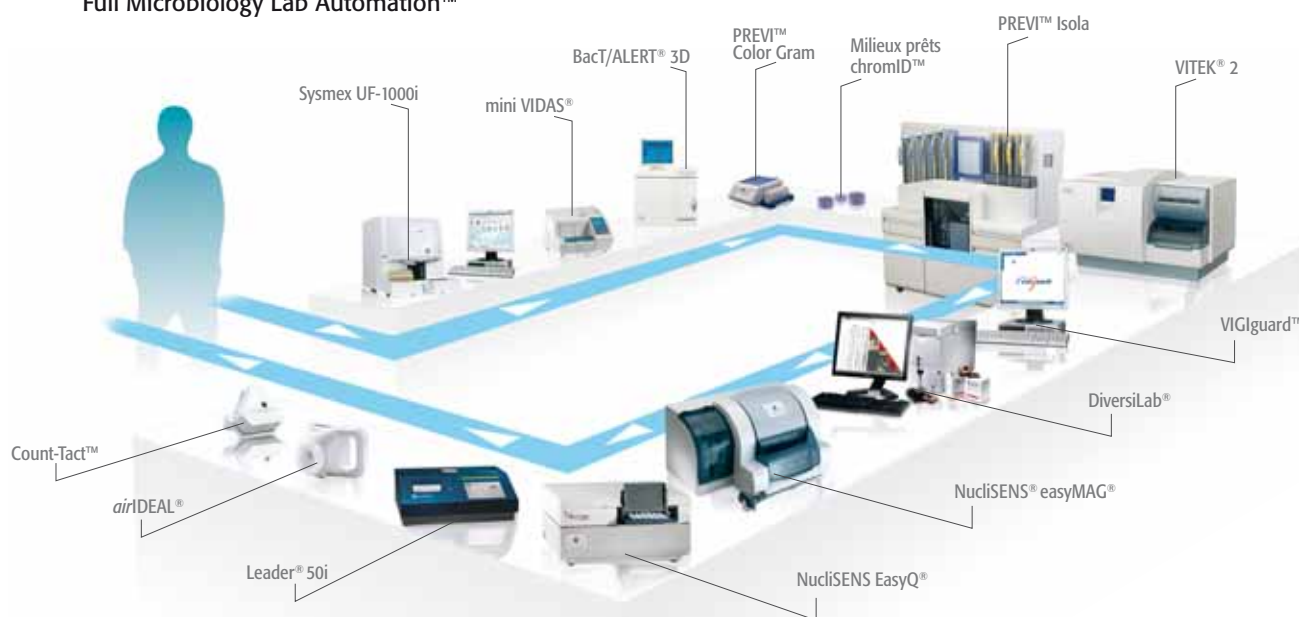 Full Microbiology Lab Automation™
PREVI™ Isola
PREVI™
Color Gram
Milieux prêts
chromID™
BacT/ALERT® 3D
VITEK® 2
Sysmex UF-1000i
mini VIDAS®
VIGIguard™
DiversiLab®
Count-Tact™
NucliSENS® easyMAG®
airIDEAL®
Leader® 50i
NucliSENS EasyQ®